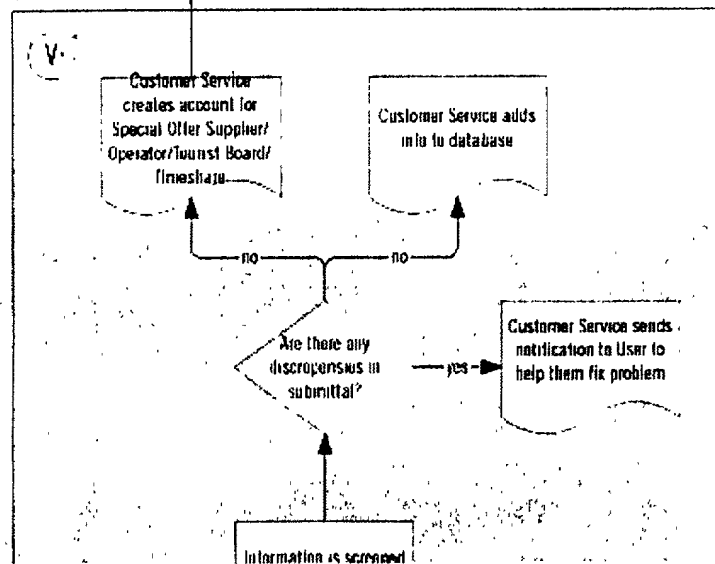 V
Customer Service
creates account for
Special Offer Supplier/
Operator/Tourist Board/
Timeshare
Customer Service adds
info to database
no
no
Are there any
discrepensies in
submittal?
yes
Customer Service sends
notification to User to
help them fix problem
Information is screened